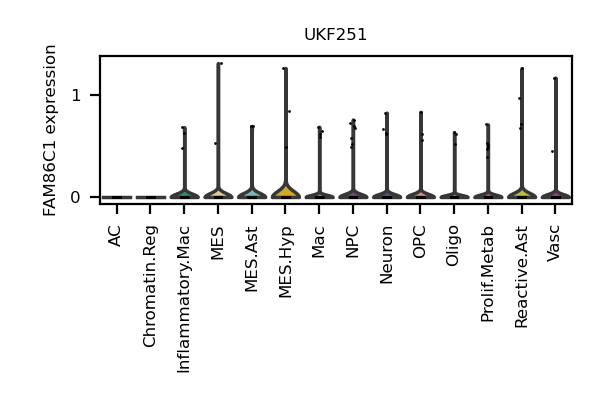 UKF251
FAM86C1 expression
1
0
AC
Chromatin.Reg
Inflammatory.Mac
MES
MES.Ast
MES.Hyp
Mac
NPC
Neuron
OPC
Oligo
Prolif.Metab
Reactive.Ast
Vasc